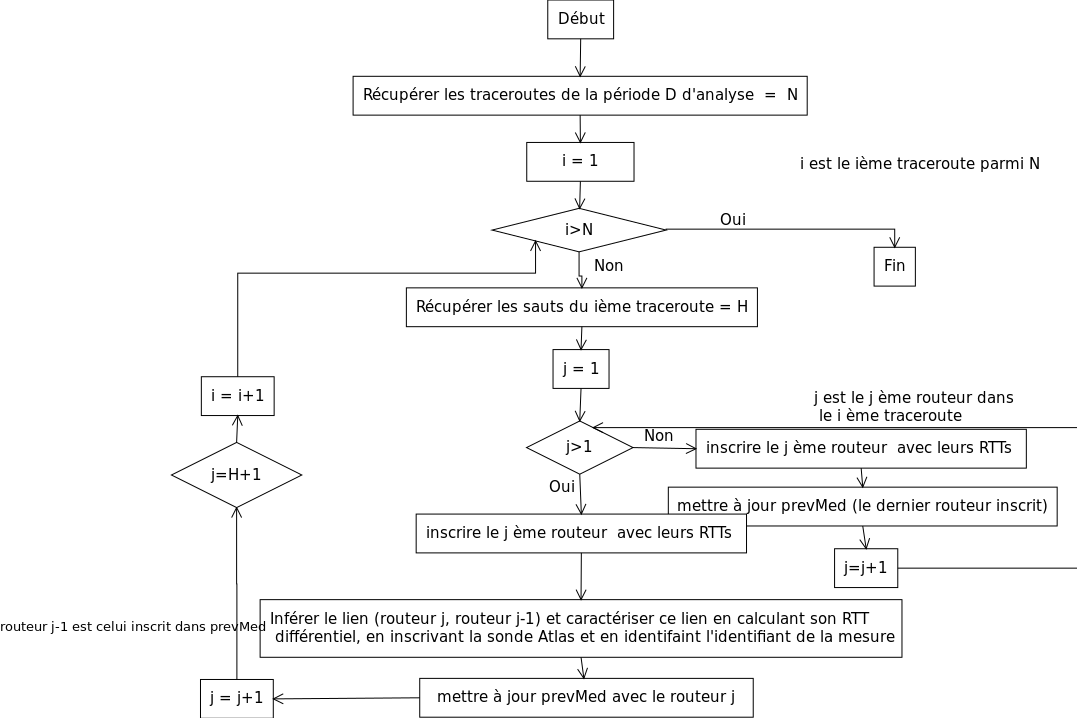 Début
Récupérer les traceroutes de la période D d'analyse = N
i = 1
i est le ième traceroute parmi N
i>N
Oui
Fin
Non
Récupérer les sauts du ième traceroute = H
j = 1
i = i+1
j est le j ème routeur dans
le i ème traceroute
j>1
Non
inscrire le j ème routeur avec leurs RTTs
j=H+1
Oui
mettre à jour prevMed (le dernier routeur inscrit)
inscrire le j ème routeur avec leurs RTTs
j=j+1
Inférer le lien (routeur j, routeur j-1) et caractériser ce lien en calculant son RTT
différentiel, en inscrivant la sonde Atlas et en identifaint l'identifiant de la mesure
routeur j-1 est celui inscrit dans prevMed
mettre à jour prevMed avec le routeur j
j = j+1